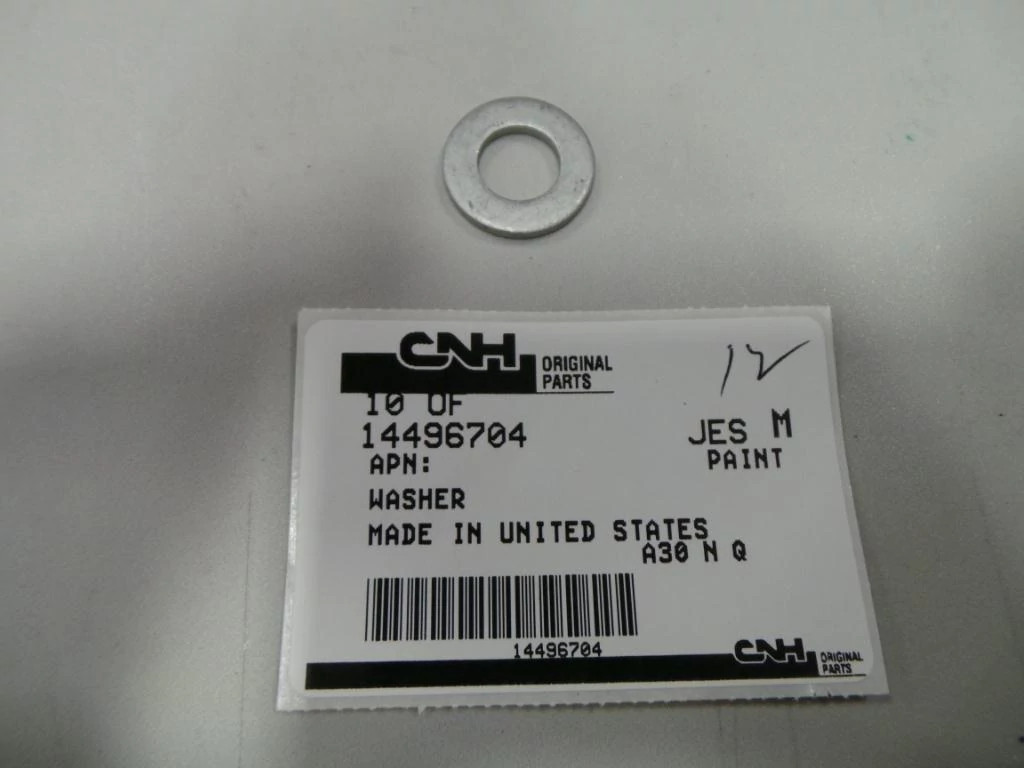 CNH ORIGINAL PARTS
12
10 OF
14496704 JES M
APN: PAINT
WASHER
MADE IN UNITED STATES
A30 N Q
14496704
CNH ORIGINAL PARTS